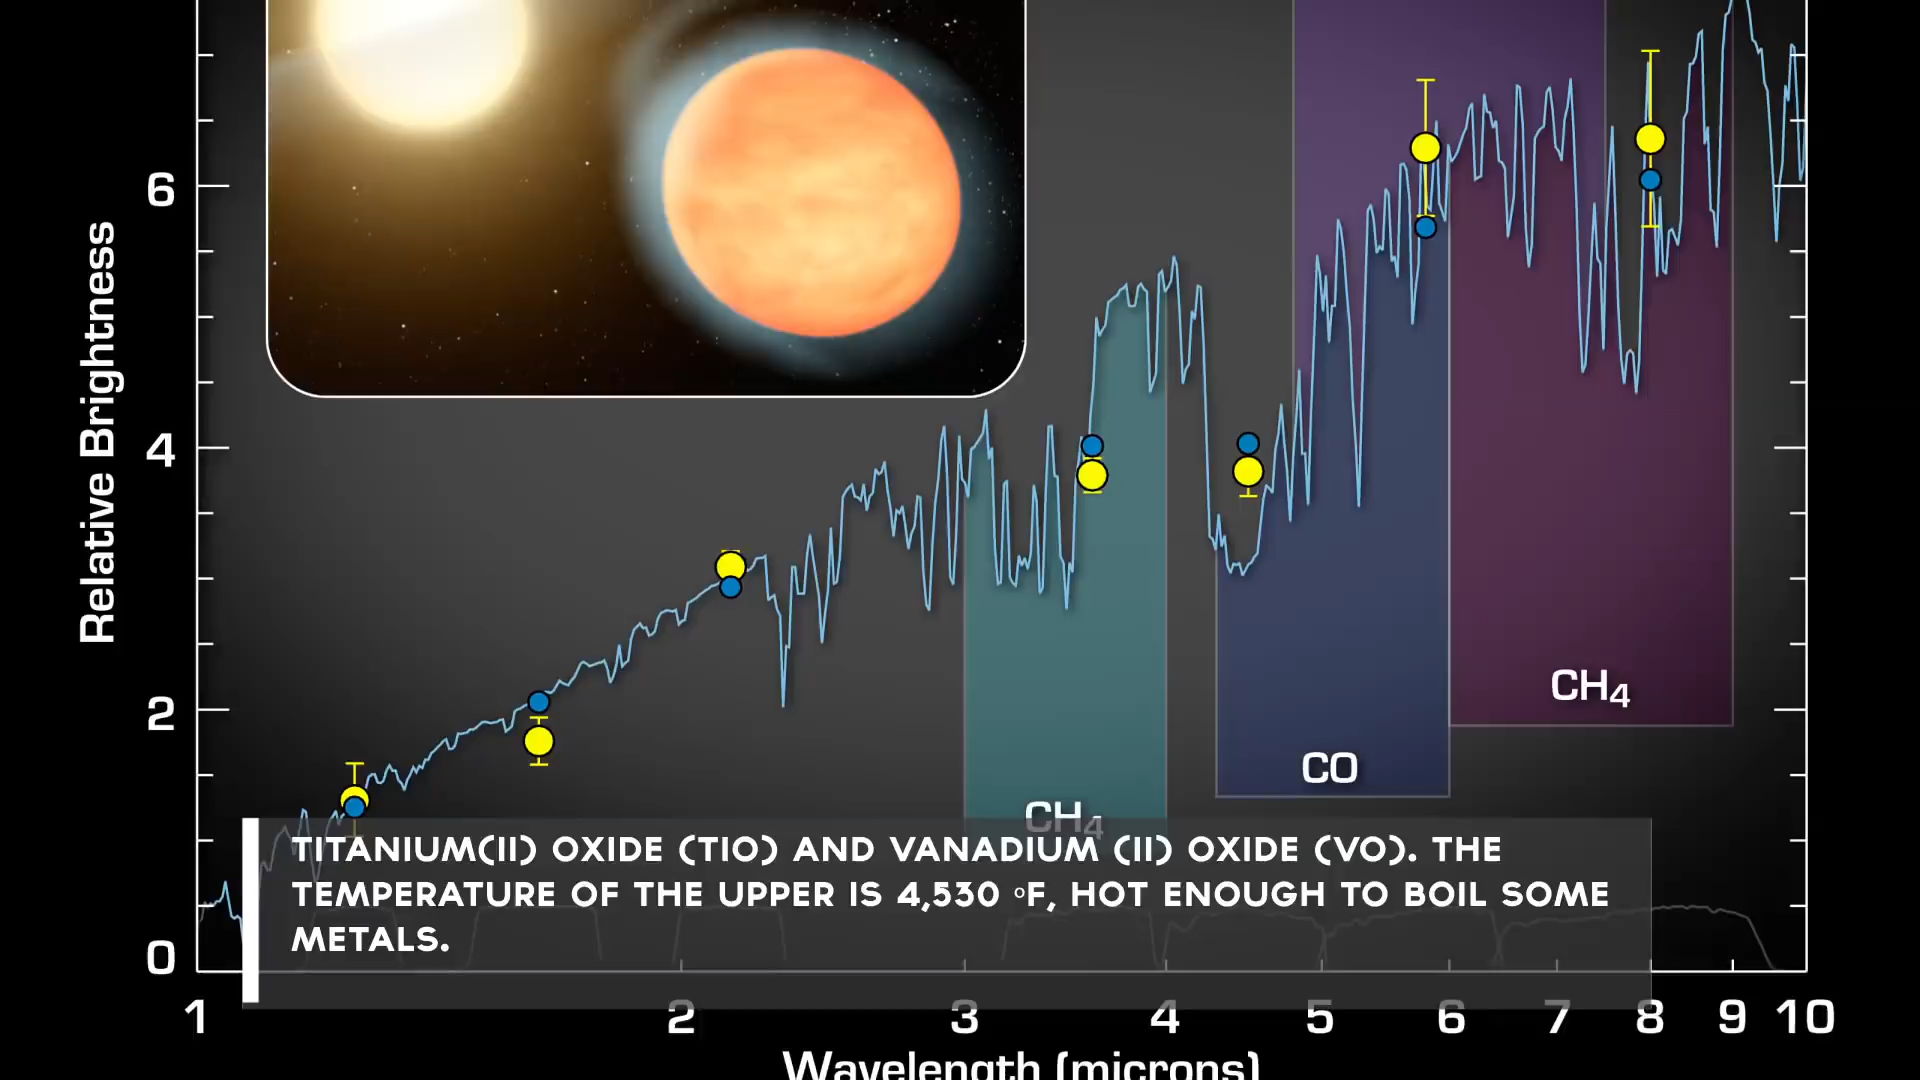 6
4
2
0
Relative Brightness
CH4
CO
CH4
TITANIUM(II) OXIDE (TIO) AND VANADIUM (II) OXIDE (VO). THE
TEMPERATURE OF THE UPPER IS 4,530 °F, HOT ENOUGH TO BOIL SOME
METALS.
1 2 3 4 5 6 7 8 9 10
Wavelength (microns)